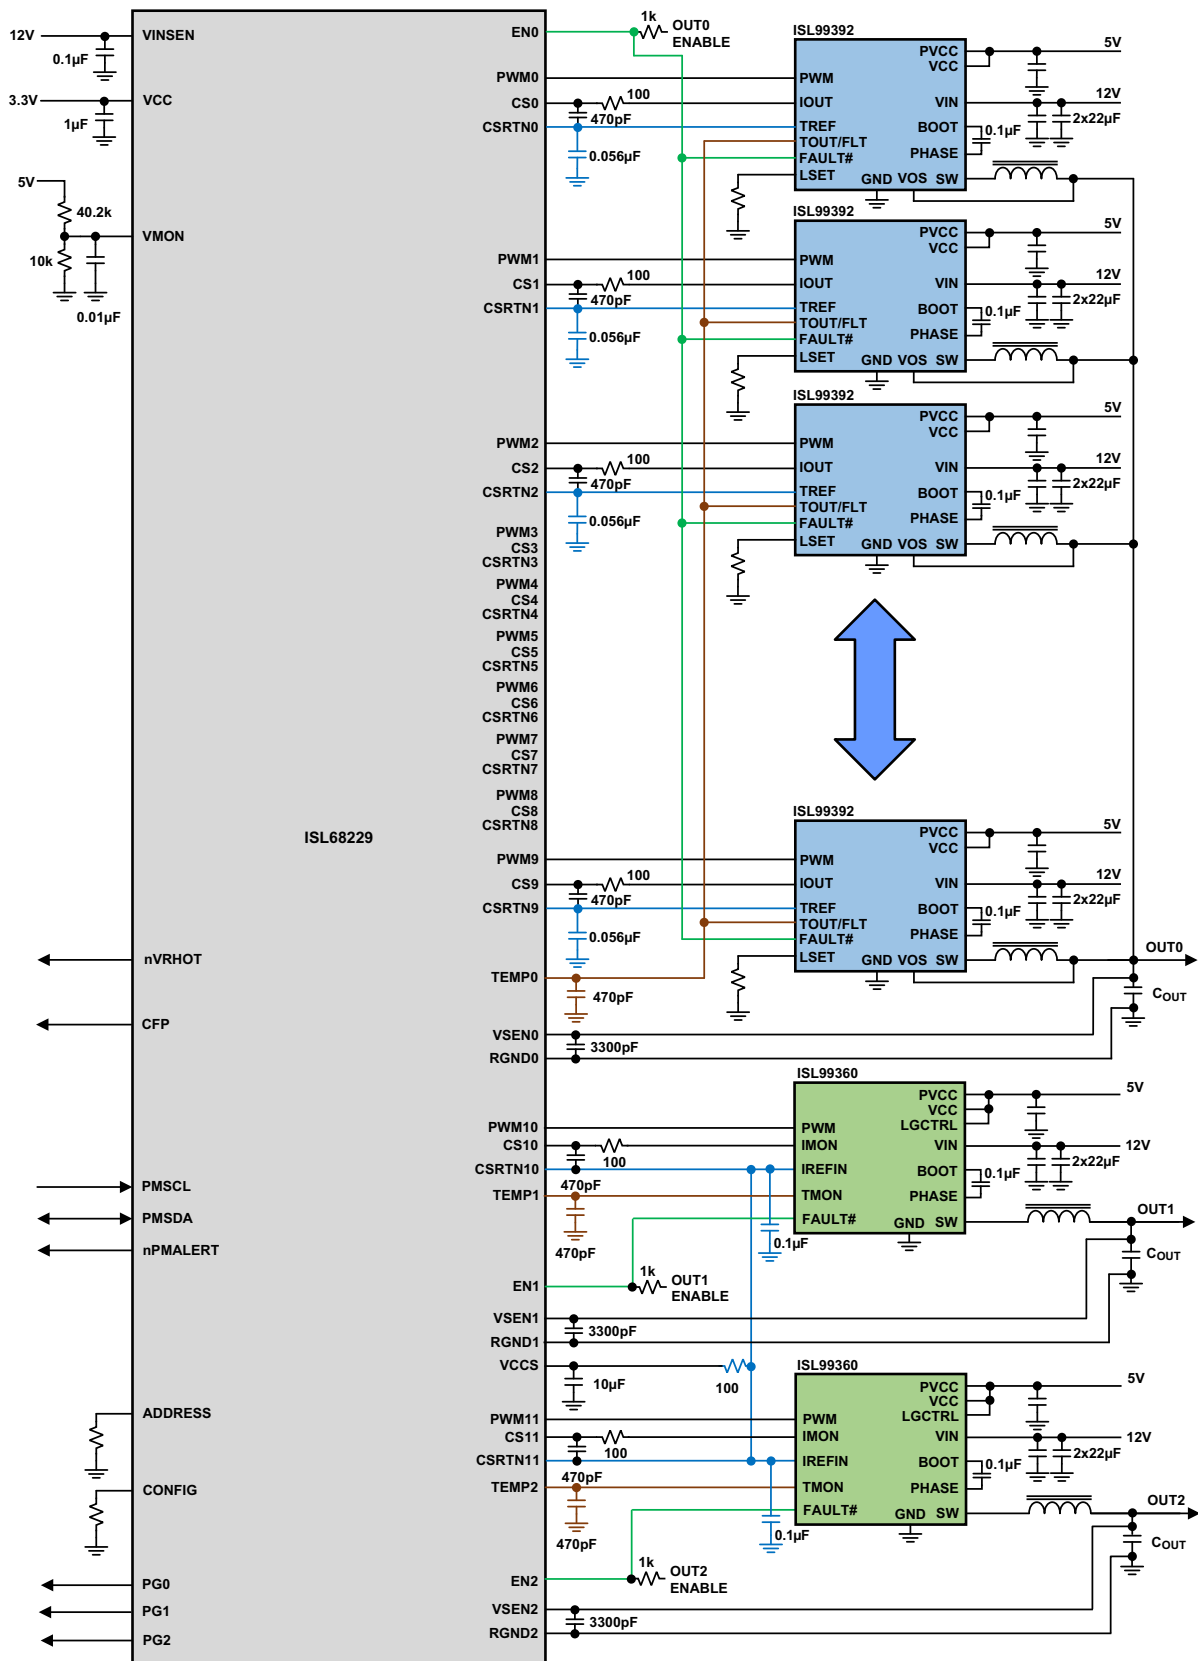 12V
VINSEN
0.1µF
3.3V
VCC
1µF
5V
40.2k
VMON
10k
0.01µF
ISL68229
nVRHOT
CFP
PMSCL
PMSDA
nPMALERT
ADDRESS
CONFIG
PG0
PG1
PG2
EN0
1k
OUT0
ENABLE
PWM0
CS0
100
470pF
CSRTN0
0.056µF
ISL99392
PWM
IOUT
TREF
TOUT/FLT
FAULT#
LSET
GND VOS SW
PVCC
VCC
VIN
BOOT
PHASE
5V
12V
2x22µF
0.1µF
PWM1
CS1
100
470pF
CSRTN1
0.056µF
ISL99392
PWM
IOUT
TREF
TOUT/FLT
FAULT#
LSET
GND VOS SW
PVCC
VCC
VIN
BOOT
PHASE
5V
12V
2x22µF
0.1µF
PWM2
CS2
100
470pF
CSRTN2
0.056µF
ISL99392
PWM
IOUT
TREF
TOUT/FLT
FAULT#
LSET
GND VOS SW
PVCC
VCC
VIN
BOOT
PHASE
5V
12V
2x22µF
0.1µF
PWM3
CS3
CSRTN3
PWM4
CS4
CSRTN4
PWM5
CS5
CSRTN5
PWM6
CS6
CSRTN6
PWM7
CS7
CSRTN7
PWM8
CS8
CSRTN8
PWM9
CS9
100
470pF
CSRTN9
0.056µF
ISL99392
PWM
IOUT
TREF
TOUT/FLT
FAULT#
LSET
GND VOS SW
PVCC
VCC
VIN
BOOT
PHASE
5V
12V
2x22µF
0.1µF
OUT0
COUT
TEMP0
470pF
VSEN0
3300pF
RGND0
PWM10
CS10
100
CSRTN10
470pF
TEMP1
470pF
0.1µF
ISL99360
PWM
IMON
IREFIN
TMON
FAULT#
GND SW
PVCC
VCC
LGCTRL
VIN
BOOT
PHASE
5V
12V
2x22µF
0.1µF
OUT1
COUT
EN1
1k
OUT1
ENABLE
VSEN1
3300pF
RGND1
VCCS
10µF
100
PWM11
CS11
100
CSRTN11
470pF
TEMP2
470pF
0.1µF
ISL99360
PWM
IMON
IREFIN
TMON
FAULT#
GND SW
PVCC
VCC
LGCTRL
VIN
BOOT
PHASE
5V
12V
2x22µF
0.1µF
OUT2
COUT
EN2
1k
OUT2
ENABLE
VSEN2
3300pF
RGND2